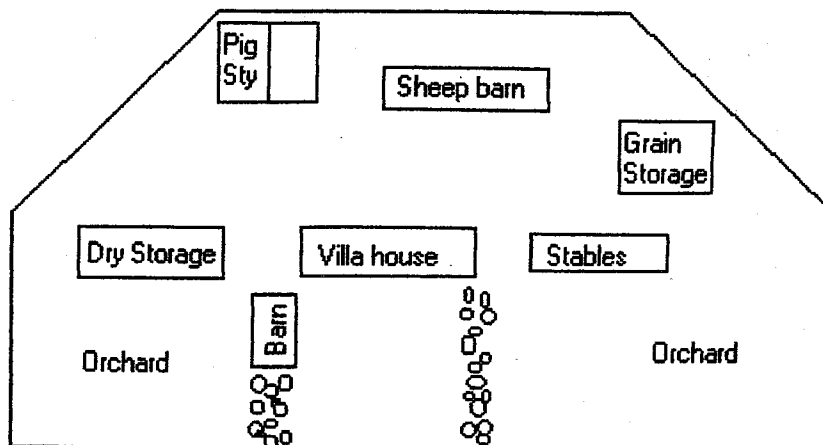 Pig
Sty
Sheep barn
Grain
Storage
Dry Storage
Villa house
Stables
Barn
Orchard
Orchard